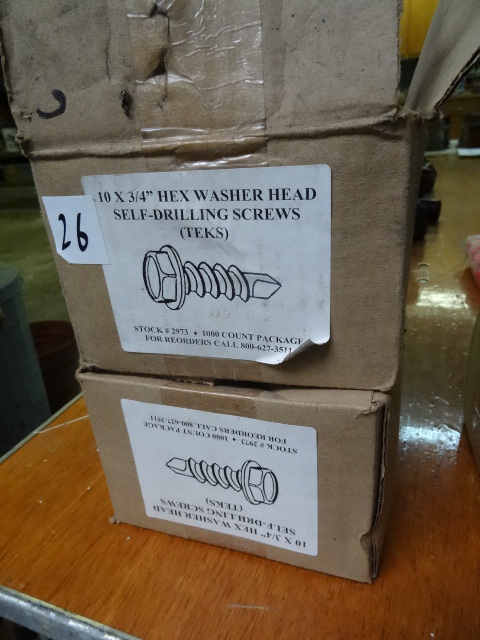 10 X 3/4" HEX WASHER HEAD
SELF-DRILLING SCREWS
(TEKS)
26
STOCK # 2973 ♦ 1000 COUNT PACKAGE
FOR REORDERS CALL 800-627-3511
10 X 3/4" HEX WASHER HEAD
SELF-DRILLING SCREWS
(TEKS)
STOCK # 2973 ♦ 1000 COUNT PACKAGE
FOR REORDERS CALL 800-627-3511